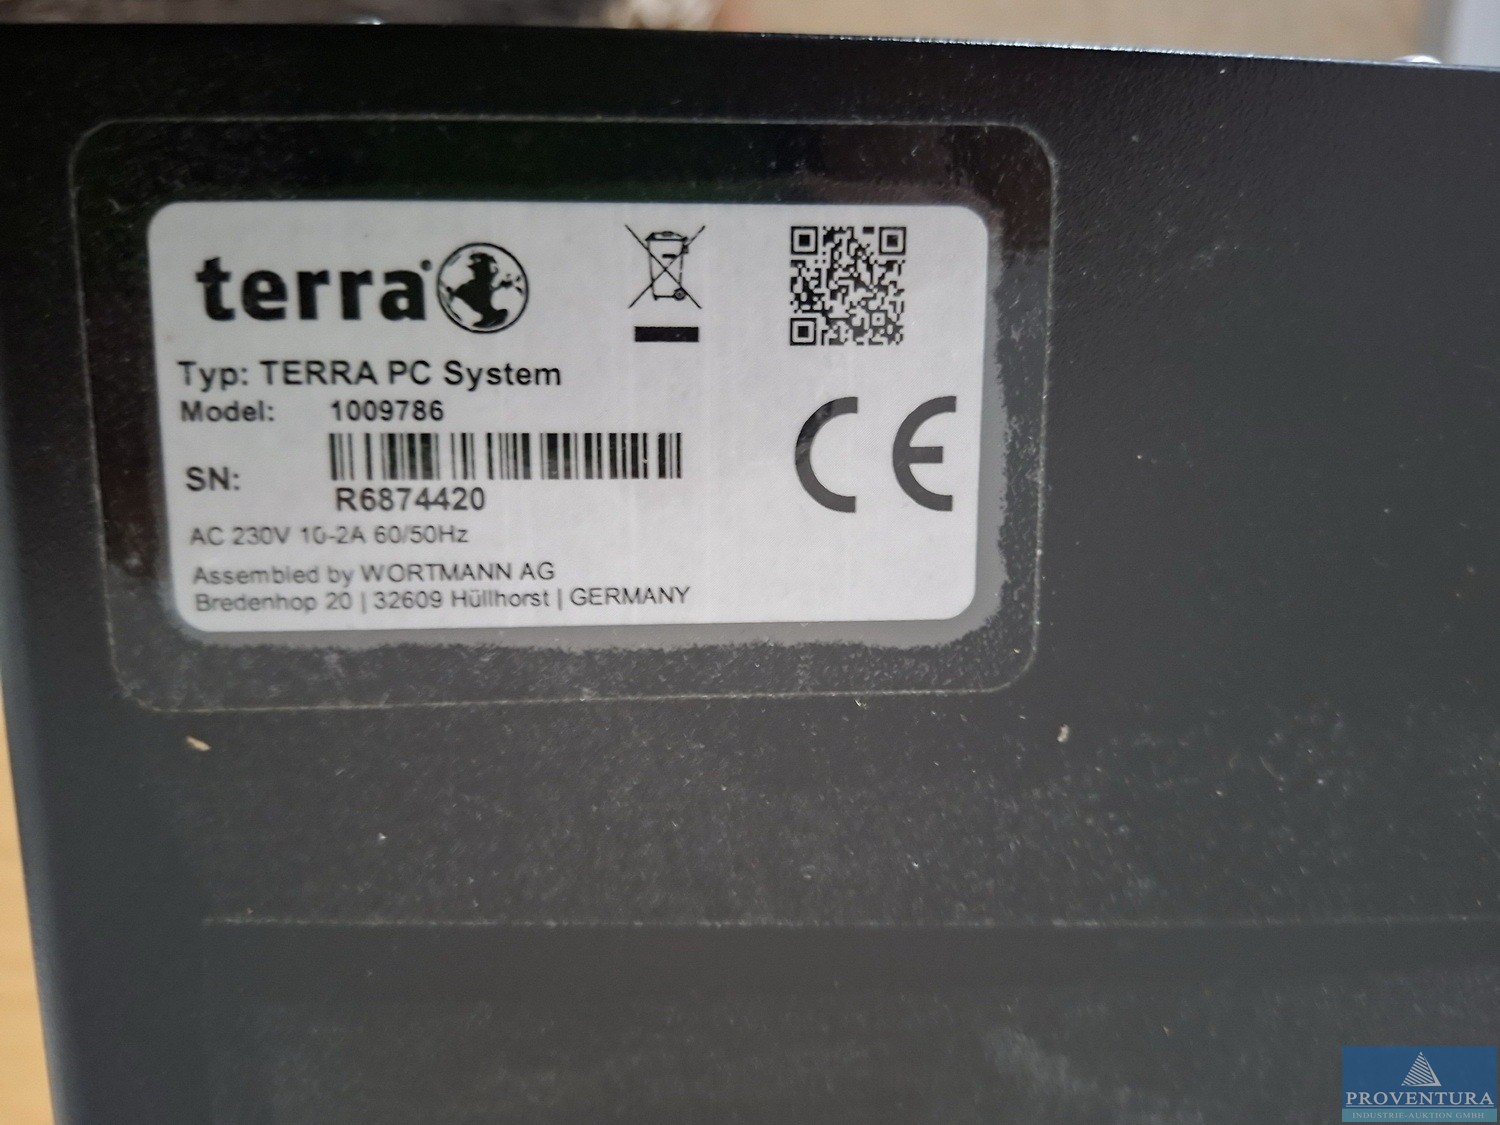 terra®
Typ: TERRA PC System
Model: 1009786
SN:
R6874420
AC 230V 10-2A 60/50Hz
Assembled by WORTMANN AG
Bredenhop 20 | 32609 Hüllhorst | GERMANY
CE
PROVENTURA
INDUSTRIE-AUKTION GMBH